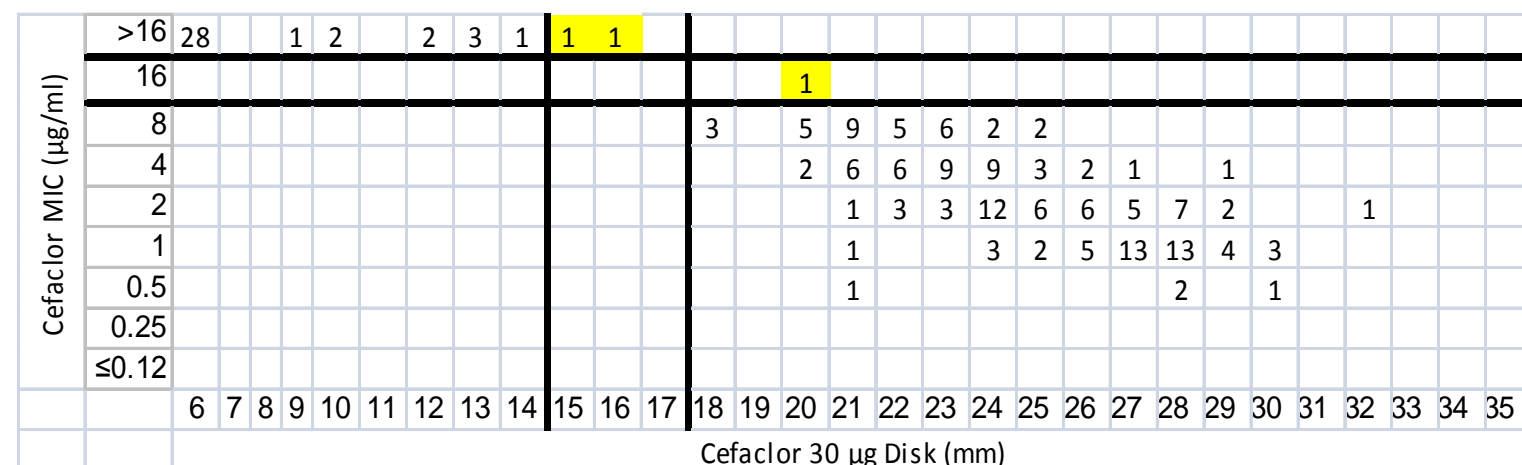 >16 28 1 2 2 3 1 1 1
16 1
8 3 5 9 5 6 2 2
4 2 6 6 9 9 3 2 1 1
2 1 3 3 12 6 6 5 7 2 1
1 1 3 2 5 13 13 4 3
0.5 1 2 1
0.25
≤0.12
6 7 8 9 10 11 12 13 14 15 16 17 18 19 20 21 22 23 24 25 26 27 28 29 30 31 32 33 34 35
Cefaclor MIC (µg/ml)
Cefaclor 30 µg Disk (mm)